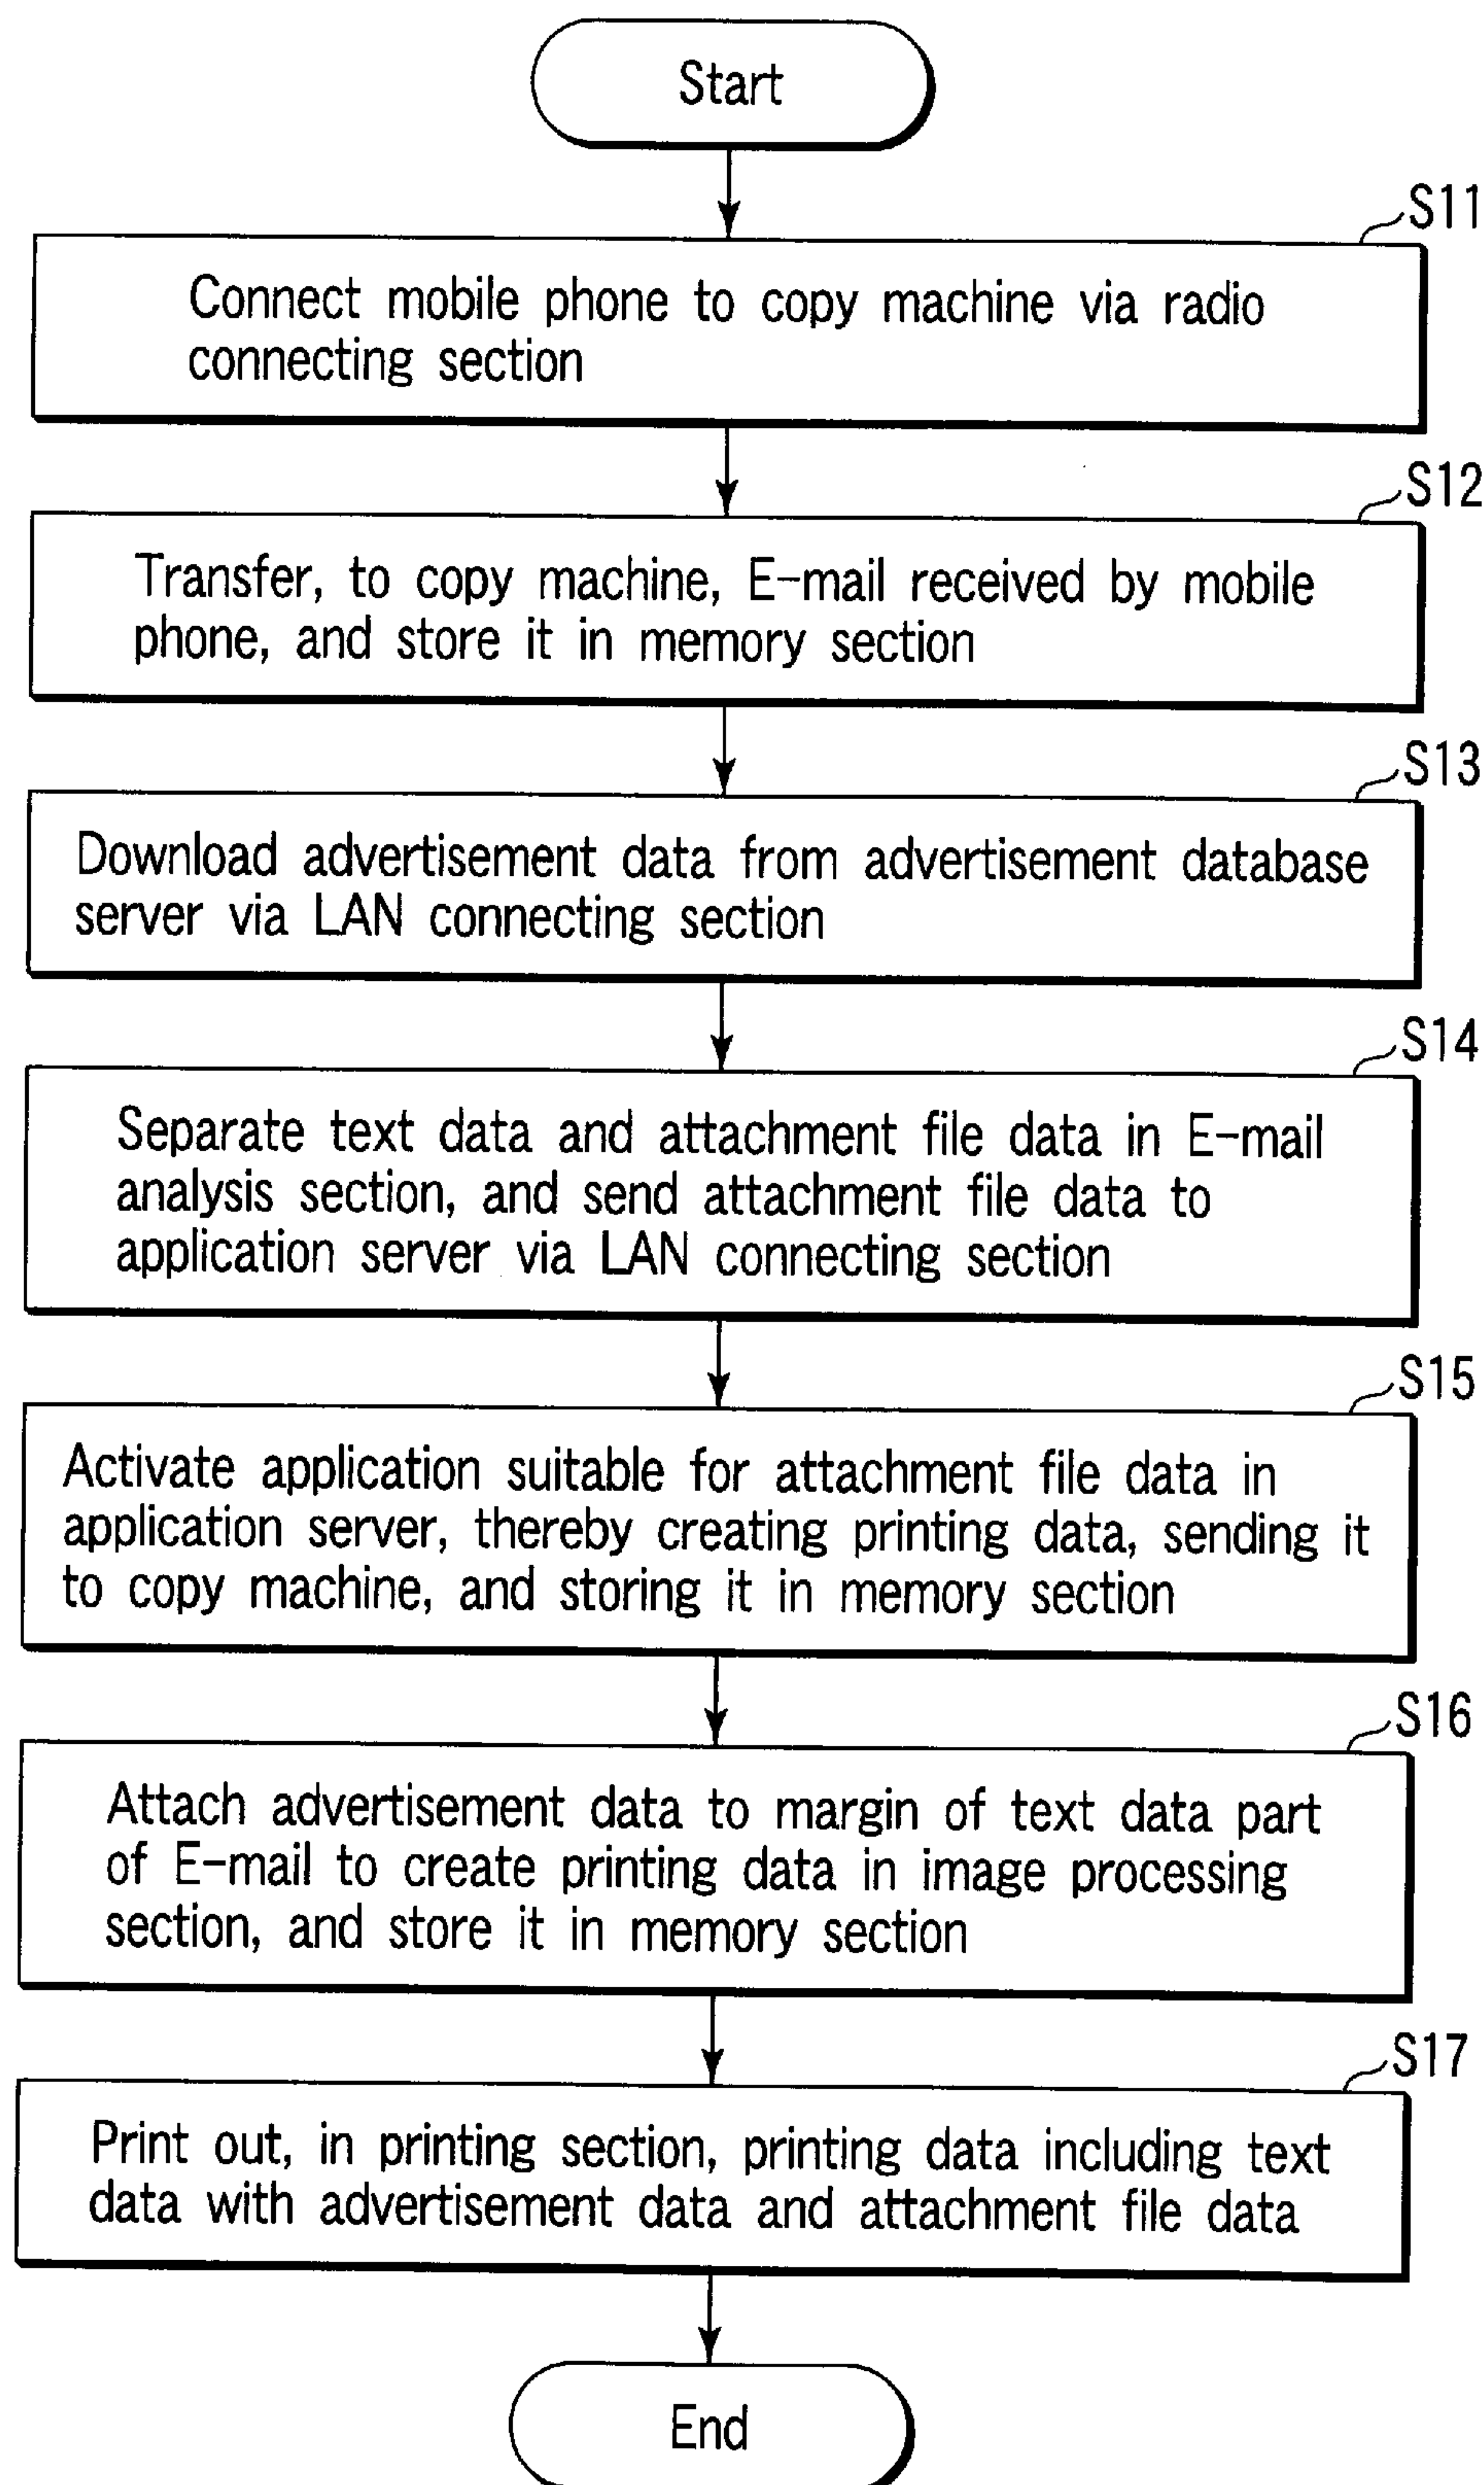 Start
S11
Connect mobile phone to copy machine via radio
connecting section
S12
Transfer, to copy machine, E-mail received by mobile
phone, and store it in memory section
S13
Download advertisement data from advertisement database
server via LAN connecting section
S14
Separate text data and attachment file data in E-mail
analysis section, and send attachment file data to
application server via LAN connecting section
S15
Activate application suitable for attachment file data in
application server, thereby creating printing data, sending it
to copy machine, and storing it in memory section
S16
Attach advertisement data to margin of text data part
of E-mail to create printing data in image processing
section, and store it in memory section
S17
Print out, in printing section, printing data including text
data with advertisement data and attachment file data
End